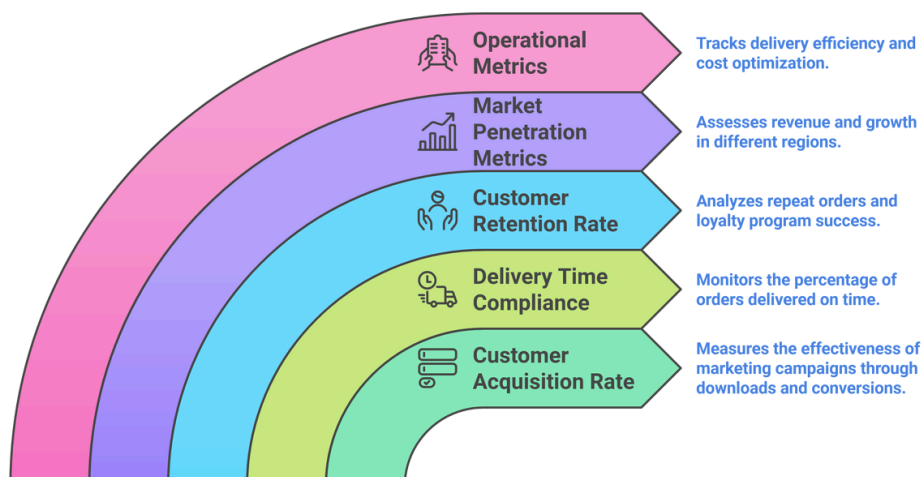 Operational
Metrics
Tracks delivery efficiency and
cost optimization.
Market
Penetration
Metrics
Assesses revenue and growth
in different regions.
Customer
Retention Rate
Analyzes repeat orders and
loyalty program success.
Delivery Time
Compliance
Monitors the percentage of
orders delivered on time.
Customer
Acquisition Rate
Measures the effectiveness of
marketing campaigns through
downloads and conversions.